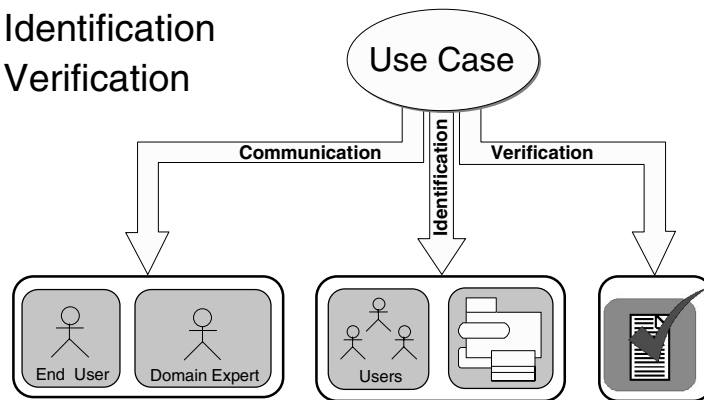 Identification
Verification
Use Case
Communication
Identification
Verification
End User
Domain Expert
Users